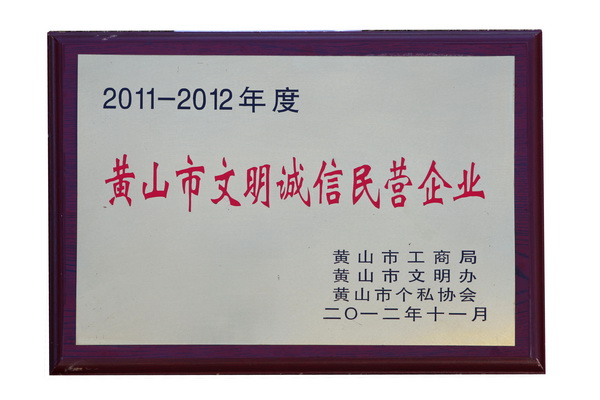 2011-2012年度
黄山市文明诚信民营企业
黄山市工商局
黄山市文明办
黄山市个私协会
二〇一二年十一月